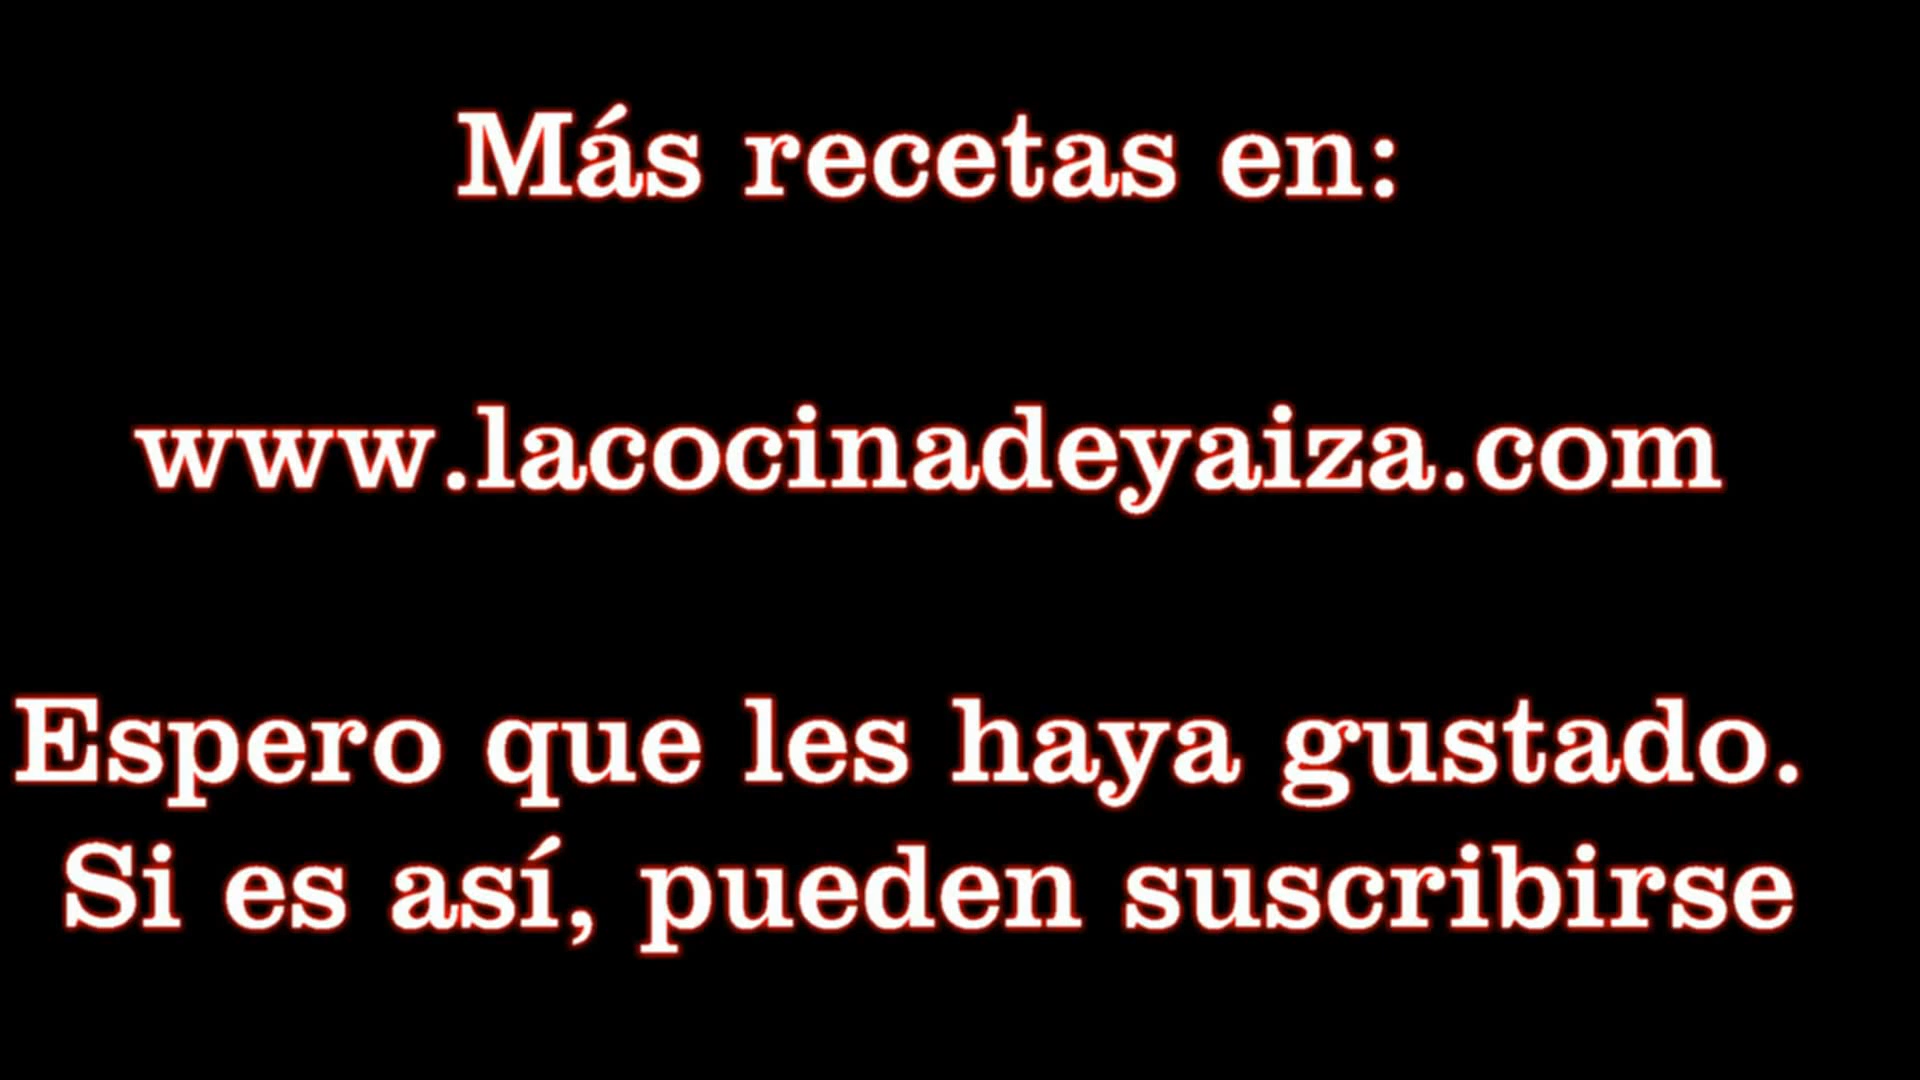 Más recetas en:
www.lacocinadeyaiza.com
Espero que les haya gustado.
Si es así, pueden suscribirse